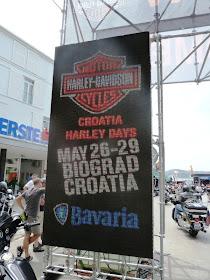 MOTOR
HARLEY-DAVIDSON
CYCLES
CROATIA
HARLEY DAYS
MAY 26-29
BIOGRAD
CROATIA
Bavaria
ERSTE